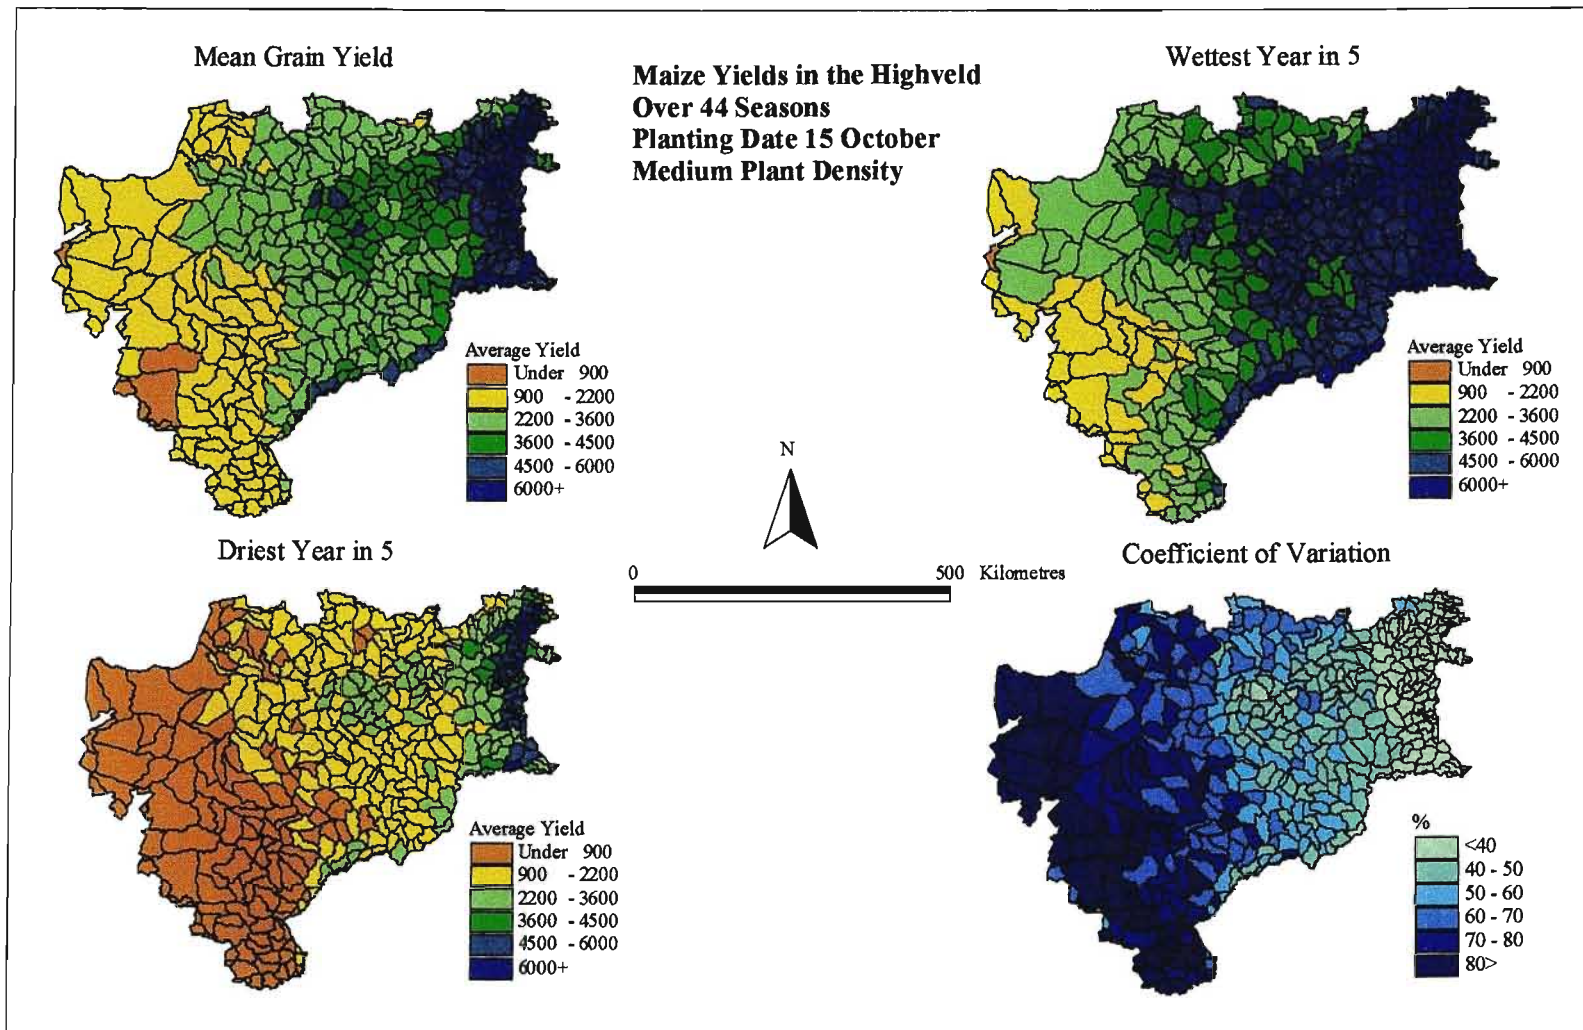 Mean Grain Yield
Maize Yields in the Highveld
Over 44 Seasons
Planting Date 15 October
Medium Plant Density
Wettest Year in 5
Average Yield
Under 900
900 - 2200
2200 - 3600
3600 - 4500
4500 - 6000
6000+
Average Yield
Under 900
900 - 2200
2200 - 3600
3600 - 4500
4500 - 6000
6000+
N
0 500 Kilometres
Driest Year in 5
Average Yield
Under 900
900 - 2200
2200 - 3600
3600 - 4500
4500 - 6000
6000+
Coefficient of Variation
%
<40
40 - 50
50 - 60
60 - 70
70 - 80
80>